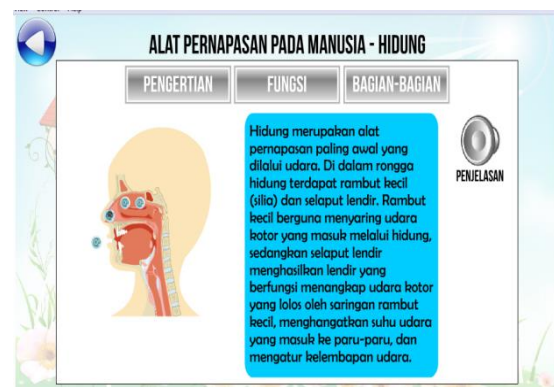 ALAT PERNAPASAN PADA MANUSIA - HIDUNG
PENGERTIAN
FUNGSI
BAGIAN-BAGIAN
Hidung merupakan alat
pernapasan paling awal yang
dilalui udara. Di dalam rongga
hidung terdapat rambut kecil
(silia) dan selaput lendir. Rambut
kecil berguna menyaring udara
kotor yang masuk melalui hidung,
sedangkan selaput lendir
menghasilkan lendir yang
berfungsi menangkap udara kotor
yang lolos oleh saringan rambut
kecil, menghangatkan suhu udara
yang masuk ke paru-paru, dan
mengatur kelembapan udara.
PENJELASAN